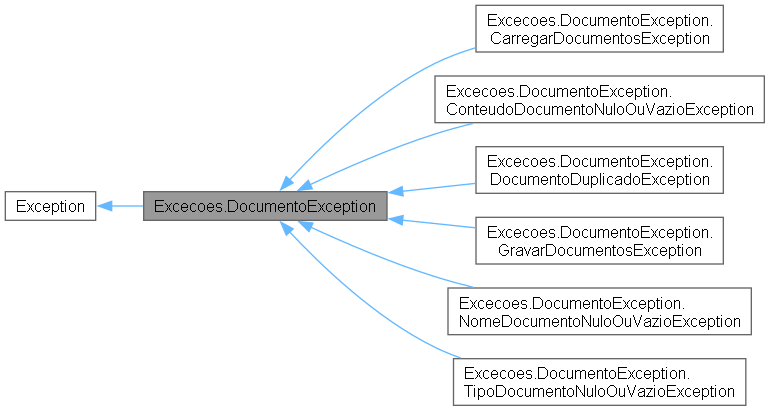 Excecoes.DocumentoException.
CarregarDocumentosException
Excecoes.DocumentoException.
ConteudoDocumentoNuloOuVazioException
Excecoes.DocumentoException.
DocumentoDuplicadoException
Exception
Excecoes.DocumentoException
Excecoes.DocumentoException.
GravarDocumentosException
Excecoes.DocumentoException.
NomeDocumentoNuloOuVazioException
Excecoes.DocumentoException.
TipoDocumentoNuloOuVazioException